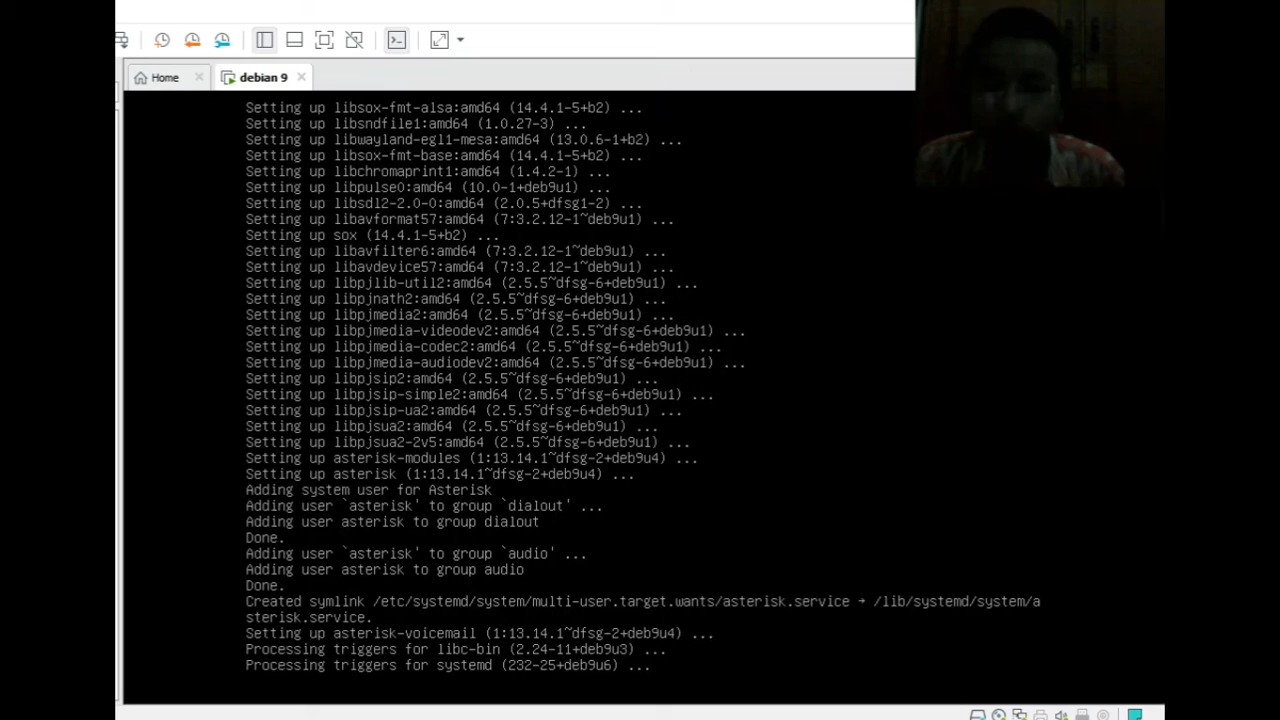 Home
debian 9
Setting up libsox-fmt-alsa:amd64 (14.4.1-5+b2) ...
Setting up libsndfile1:amd64 (1.0.27-3) ...
Setting up libwayland-egl1-mesa:amd64 (13.0.6-1+b2) ...
Setting up libsox-fmt-base:amd64 (14.4.1-5+b2) ...
Setting up libchromaprint1:amd64 (1.4.2-1) ...
Setting up libpulse0:amd64 (10.0-1+deb9u1) ...
Setting up libsdl2-2.0-0:amd64 (2.0.5+dfsg1-2) ...
Setting up libavformat57:amd64 (7:3.2.12-1~deb9u1) ...
Setting up sox (14.4.1-5+b2) ...
Setting up libavfilter6:amd64 (7:3.2.12-1~deb9u1) ...
Setting up libavdevice57:amd64 (7:3.2.12-1~deb9u1) ...
Setting up libpjlib-util2:amd64 (2.5.5~dfsg-6+deb9u1) ...
Setting up libpjnath2:amd64 (2.5.5~dfsg-6+deb9u1) ...
Setting up libpjmedia2:amd64 (2.5.5~dfsg-6+deb9u1) ...
Setting up libpjmedia-videodev2:amd64 (2.5.5~dfsg-6+deb9u1) ...
Setting up libpjmedia-codec2:amd64 (2.5.5~dfsg-6+deb9u1) ...
Setting up libpjmedia-audiodev2:amd64 (2.5.5~dfsg-6+deb9u1) ...
Setting up libpjsip2:amd64 (2.5.5~dfsg-6+deb9u1) ...
Setting up libpjsip-simple2:amd64 (2.5.5~dfsg-6+deb9u1) ...
Setting up libpjsip-ua2:amd64 (2.5.5~dfsg-6+deb9u1) ...
Setting up libpjsua2:amd64 (2.5.5~dfsg-6+deb9u1) ...
Setting up libpjsua2-2v5:amd64 (2.5.5~dfsg-6+deb9u1) ...
Setting up asterisk-modules (1:13.14.1~dfsg-2+deb9u4) ...
Setting up asterisk (1:13.14.1~dfsg-2+deb9u4) ...
Adding system user for Asterisk
Adding user `asterisk' to group `dialout' ...
Adding user asterisk to group dialout
Done.
Adding user `asterisk' to group `audio' ...
Adding user asterisk to group audio
Done.
Created symlink /etc/systemd/system/multi-user.target.wants/asterisk.service → /lib/systemd/system/a
sterisk.service.
Setting up asterisk-voicemail (1:13.14.1~dfsg-2+deb9u4) ...
Processing triggers for libc-bin (2.24-11+deb9u3) ...
Processing triggers for systemd (232-25+deb9u6) ...